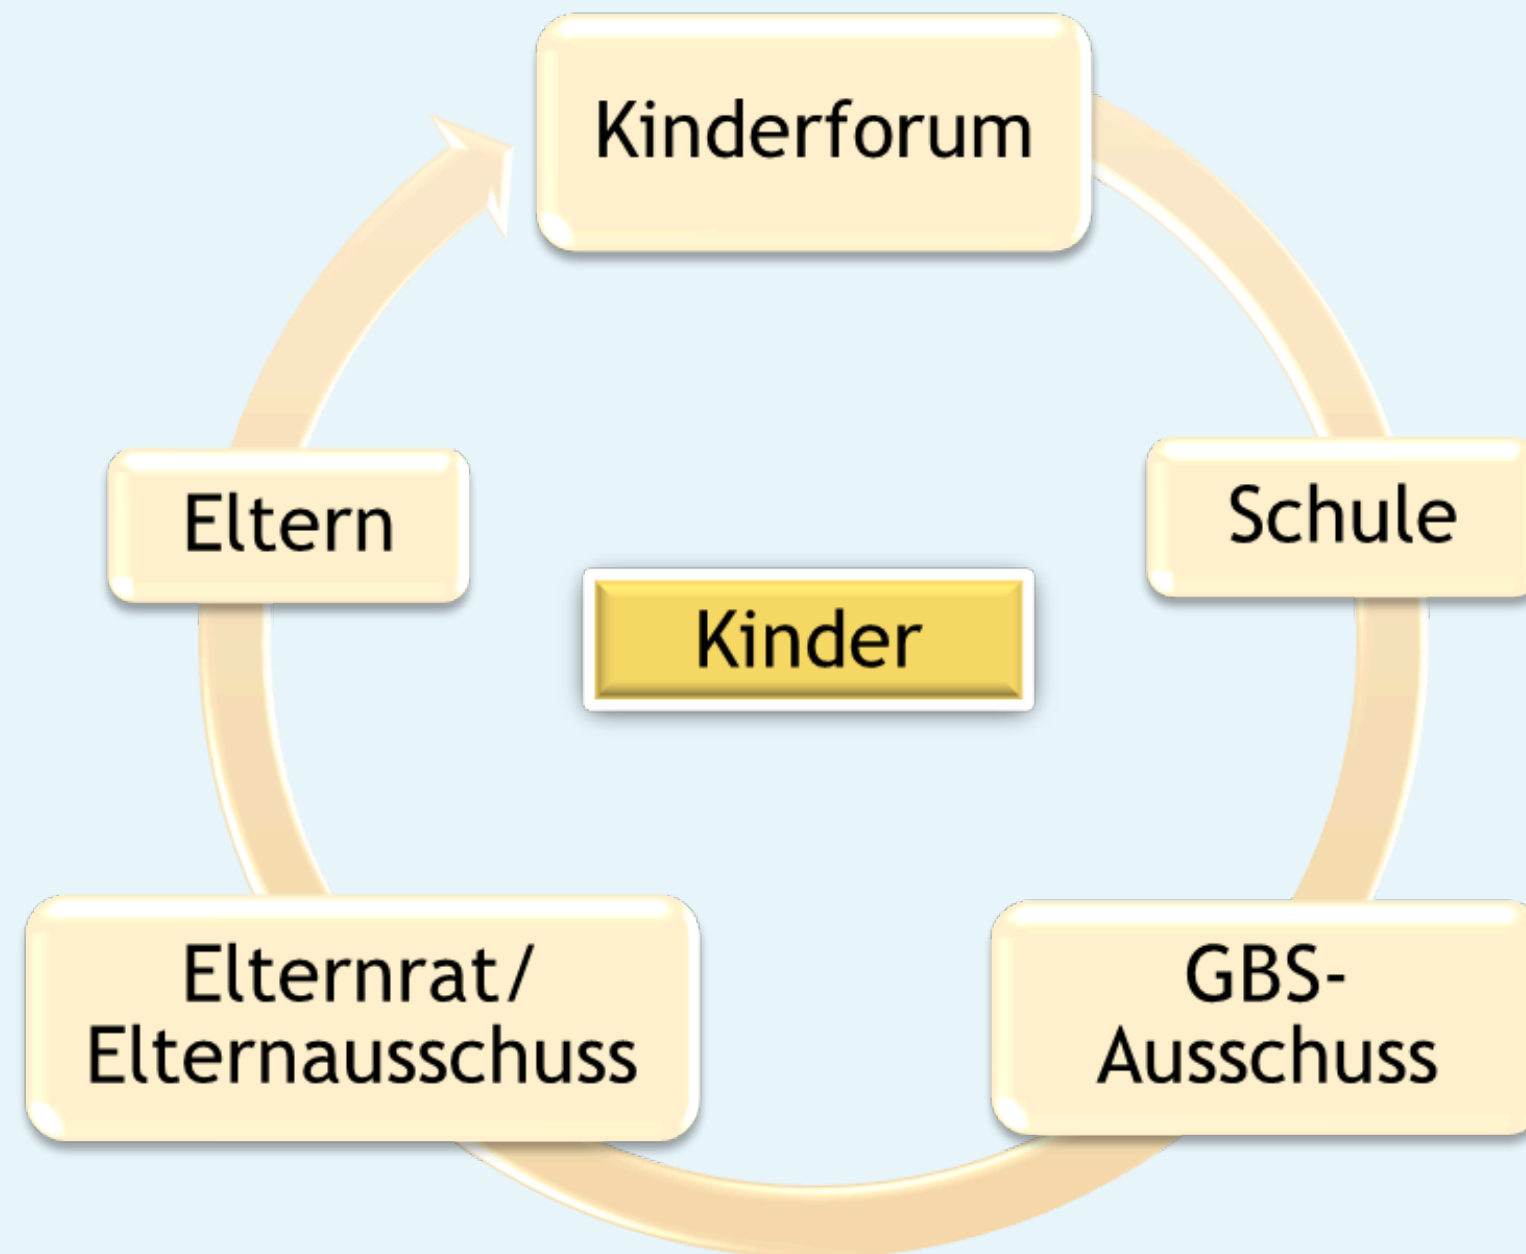 Kinderforum
Eltern
Schule
Kinder
Elternrat/
Elternausschuss
GBS-
Ausschuss